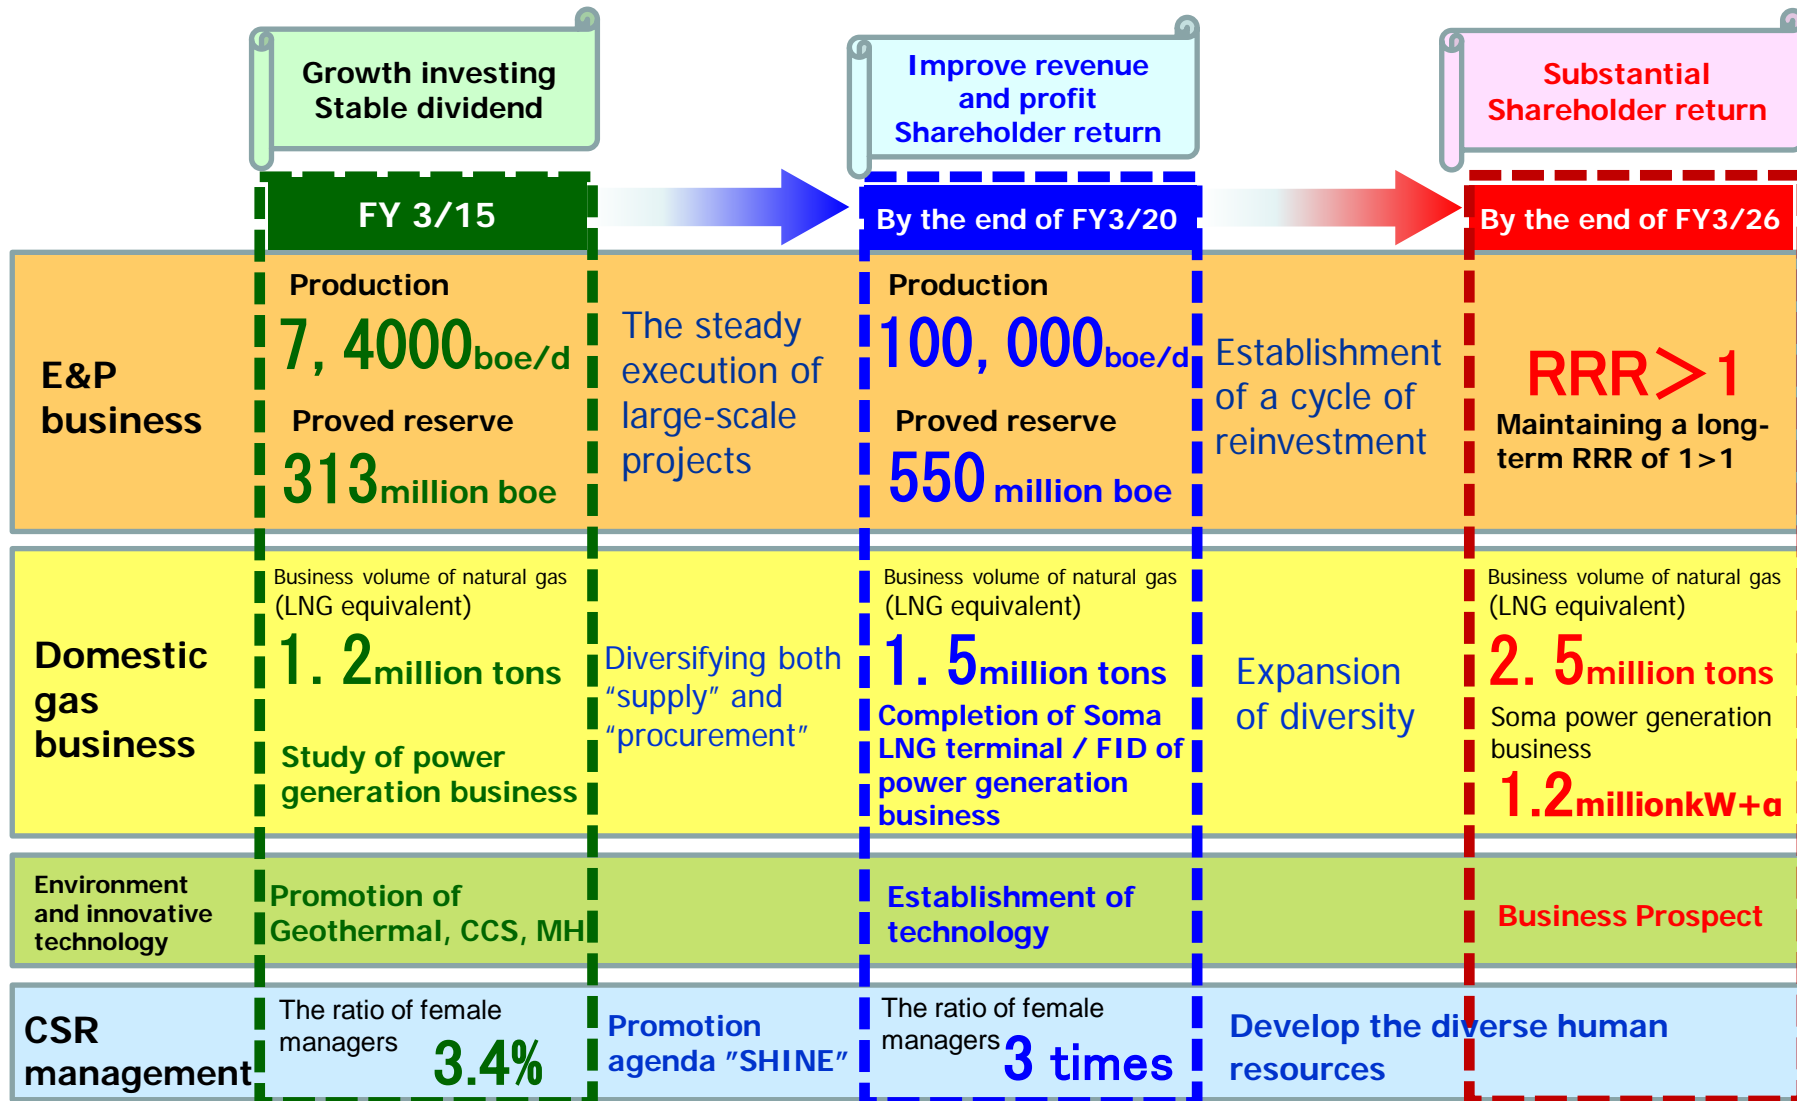 Growth investing
Stable dividend
Improve revenue
and profit
Shareholder return
Substantial
Shareholder return
FY 3/15
By the end of FY3/20
By the end of FY3/26
E&P
business
Production
7, 4000boe/d
Proved reserve
313million boe
The steady
execution of
large-scale
projects
Production
100, 000boe/d
Proved reserve
550 million boe
Establishment
of a cycle of
reinvestment
RRR＞1
Maintaining a long-
term RRR of 1>1
Domestic
gas
business
Business volume of natural gas
(LNG equivalent)
1. 2million tons
Study of power
generation business
Diversifying both
“supply” and
“procurement”
Business volume of natural gas
(LNG equivalent)
1. 5million tons
Completion of Soma
LNG terminal / FID of
power generation
business
Expansion
of diversity
Business volume of natural gas
(LNG equivalent)
2. 5million tons
Soma power generation
business
1.2millionkW+α
Environment
and innovative
technology
Promotion of
Geothermal, CCS, MH
Establishment of
technology
Business Prospect
CSR
management
The ratio of female
managers
3.4%
Promotion
agenda ”SHINE”
The ratio of female
managers
3 times
Develop the diverse human
resources